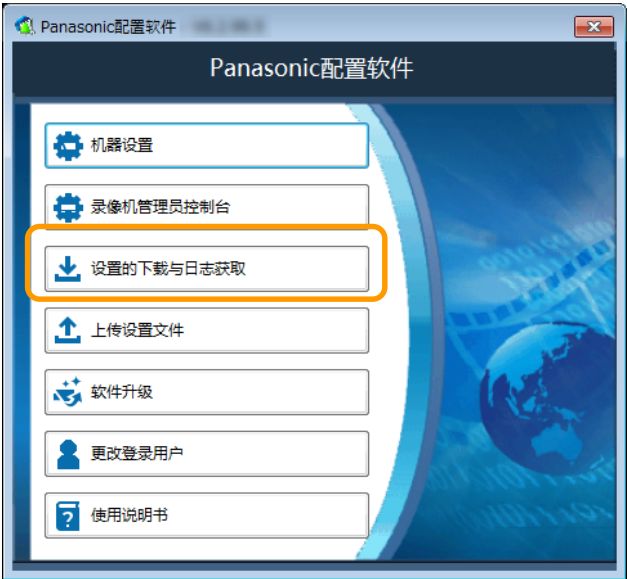 Panasonic配置软件
Panasonic配置软件
机器设置
录像机管理员控制台
设置的下载与日志获取
上传设置文件
软件升级
更改登录用户
使用说明书